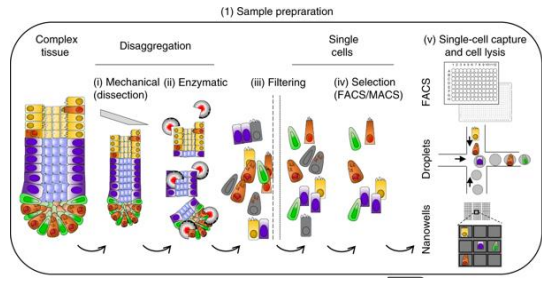 (1) Sample preparation
Complex
tissue
Disaggregation
Single
cells
(v) Single-cell capture
and cell lysis
(i) Mechanical
(dissection)
(ii) Enzymatic
(iii) Filtering
(iv) Selection
(FACS/MACS)
FACS
Droplets
Nanowells